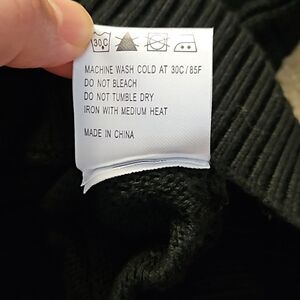 30C
MACHINE WASH COLD AT 30C/85F
DO NOT BLEACH
DO NOT TUMBLE DRY
IRON WITH MEDIUM HEAT
MADE IN CHINA